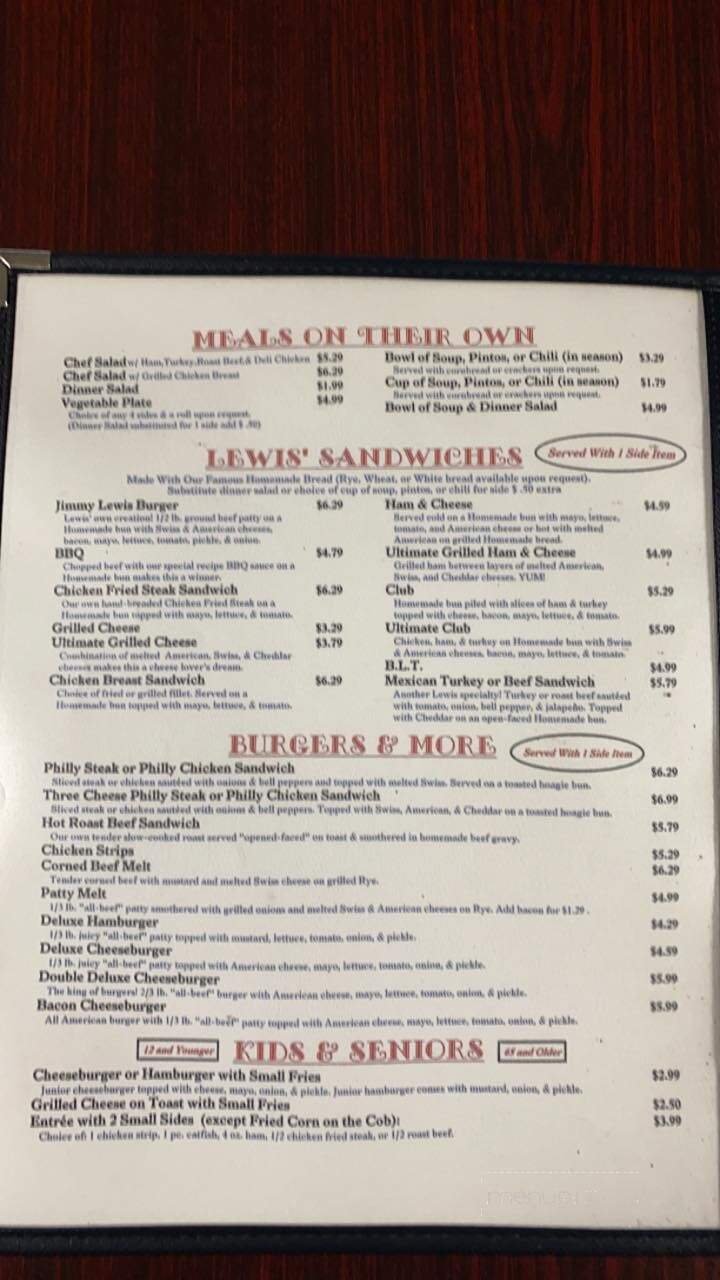 MEALS ON THEIR OWN
Chef Salad w/ Ham, Turkey, Roast Beef, & Deli Chicken $5.29
Chef Salad w/ Grilled Chicken Breast $6.29
Dinner Salad $1.99
Vegetable Plate $4.99
Choice of any 4 sides & a roll upon request.
(Dinner Salad substituted for 1 side add $ .50)
Bowl of Soup, Pintos, or Chili (in season) $3.29
Served with cornbread or crackers upon request.
Cup of Soup, Pintos, or Chili (in season) $1.79
Served with cornbread or crackers upon request.
Bowl of Soup & Dinner Salad $4.99
LEWIS' SANDWICHES Served With 1 Side Item
Made With Our Famous Homemade Bread (Rye, Wheat, or White bread available upon request).
Substitute dinner salad or choice of cup of soup, pintos, or chili for side $ .50 extra
Jimmy Lewis Burger $6.29
Lewis' own creation! 1/2 lb. ground beef patty on a
Homemade bun with Swiss & American cheeses,
bacon, mayo, lettuce, tomato, pickle, & onion.
BBQ $4.79
Chopped beef with our special recipe BBQ sauce on a
Homemade bun makes this a winner.
Chicken Fried Steak Sandwich $6.29
Our own hand-breaded Chicken Fried Steak on a
Homemade bun topped with mayo, lettuce, & tomato.
Grilled Cheese $3.29
Ultimate Grilled Cheese $3.79
Combination of melted American, Swiss, & Cheddar
cheeses makes this a cheese lover's dream.
Chicken Breast Sandwich $6.29
Choice of fried or grilled fillet. Served on a
Homemade bun topped with mayo, lettuce, & tomato.
Ham & Cheese $4.59
Served cold on a Homemade bun with mayo, lettuce,
tomato, and American cheese or hot with melted
American on grilled Homemade bread.
Ultimate Grilled Ham & Cheese $4.99
Grilled ham between layers of melted American,
Swiss, and Cheddar cheeses. YUM!
Club $5.29
Homemade bun piled with slices of ham & turkey
topped with cheese, bacon, mayo, lettuce, & tomato.
Ultimate Club $5.99
Chicken, ham, & turkey on Homemade bun with Swiss
& American cheeses, bacon, mayo, lettuce, & tomato.
B.L.T. $4.99
Mexican Turkey or Beef Sandwich $5.79
Another Lewis specialty! Turkey or roast beef sautéed
with tomato, onion, bell pepper, & jalapeño. Topped
with Cheddar on an open-faced Homemade bun.
BURGERS & MORE Served With 1 Side Item
Philly Steak or Philly Chicken Sandwich $6.29
Sliced steak or chicken sautéed with onions & bell peppers and topped with melted Swiss. Served on a toasted hoagie bun.
Three Cheese Philly Steak or Philly Chicken Sandwich $6.99
Sliced steak or chicken sautéed with onions & bell peppers. Topped with Swiss, American, & Cheddar on a toasted hoagie bun.
Hot Roast Beef Sandwich $5.79
Our own tender slow-cooked roast served "opened-faced" on toast & smothered in homemade beef gravy.
Chicken Strips $5.29
Corned Beef Melt $6.29
Tender corned beef with mustard and melted Swiss cheese on grilled Rye.
Patty Melt $4.99
1/3 lb. "all-beef" patty smothered with grilled onions and melted Swiss & American cheeses on Rye. Add bacon for $1.29 .
Deluxe Hamburger $4.29
1/3 lb. juicy "all-beef" patty topped with mustard, lettuce, tomato, onion, & pickle.
Deluxe Cheeseburger $4.59
1/3 lb. juicy "all-beef" patty topped with American cheese, mayo, lettuce, tomato, onion, & pickle.
Double Deluxe Cheeseburger $5.99
The king of burgers! 2/3 lb. "all-beef" burger with American cheese, mayo, lettuce, tomato, onion, & pickle.
Bacon Cheeseburger $5.99
All American burger with 1/3 lb. "all-beef" patty topped with American cheese, mayo, lettuce, tomato, onion, & pickle.
12 and Younger KIDS & SENIORS 65 and Older
Cheeseburger or Hamburger with Small Fries $2.99
Junior cheeseburger topped with cheese, mayo, onion, & pickle. Junior hamburger comes with mustard, onion, & pickle.
Grilled Cheese on Toast with Small Fries $2.50
Entrée with 2 Small Sides (except Fried Corn on the Cob): $3.99
Choice of: 1 chicken strip, 1 pc. catfish, 4 oz. ham, 1/2 chicken fried steak, or 1/2 roast beef.